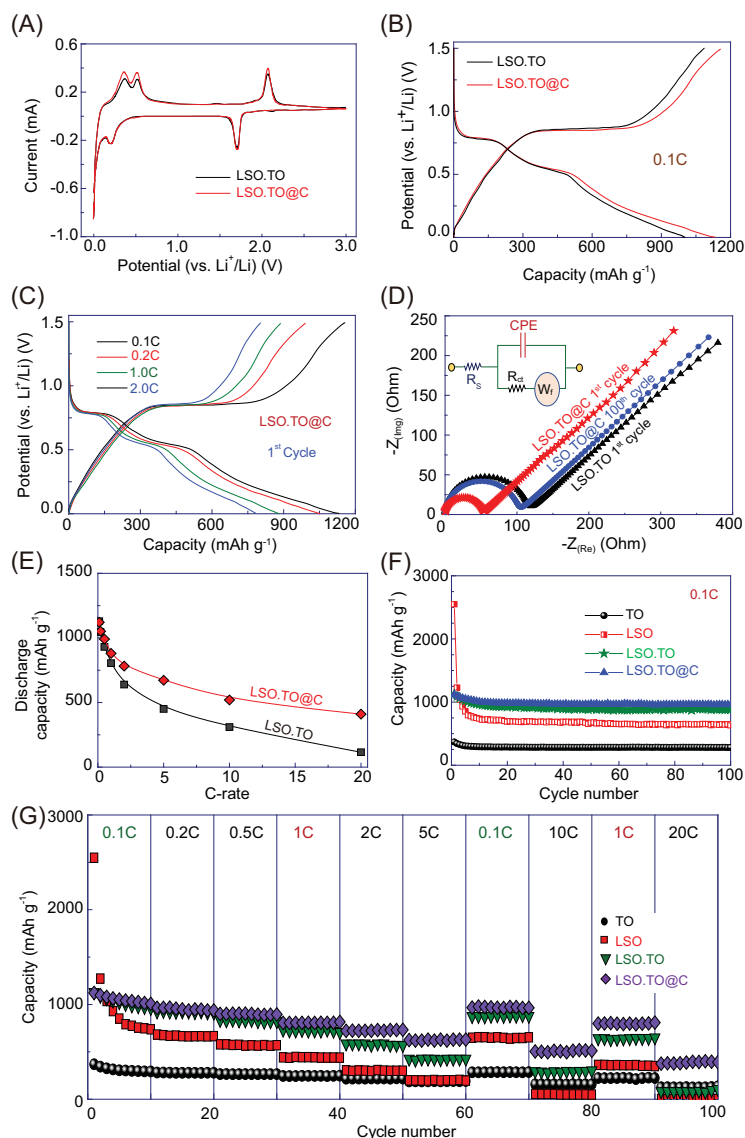 (A)
0.6
0.2
-0.2
-0.6
-1.0
Current (mA)
LSO.TO
LSO.TO@C
0.0
1.0
2.0
3.0
Potential (vs. Li⁺/Li) (V)
(B)
1.5
1.0
0.5
0.0
Potential (vs. Li⁺/Li) (V)
LSO.TO
LSO.TO@C
0.1C
0
300
600
900
1200
Capacity (mAh g⁻¹)
(C)
1.5
1.0
0.5
0.0
Potential (vs. Li⁺/Li) (V)
0.1C
0.2C
1.0C
2.0C
LSO.TO@C
1ˢᵗ Cycle
0
300
600
900
1200
Capacity (mAh g⁻¹)
(D)
250
200
150
100
50
0
-Z(Img) (Ohm)
CPE
RS
Rct
Wf
LSO.TO@C 1ˢᵗ cycle
LSO.TO@C 100ᵗʰ cycle
LSO.TO 1ˢᵗ cycle
0
100
200
300
400
-Z(Re) (Ohm)
(E)
1500
1000
500
0
Discharge
capacity (mAh g⁻¹)
LSO.TO@C
LSO.TO
0
5
10
15
20
C-rate
(F)
3000
2000
1000
0
Capacity (mAh g⁻¹)
0.1C
TO
LSO
LSO.TO
LSO.TO@C
0
20
40
60
80
100
Cycle number
(G)
3000
2000
1000
0
Capacity (mAh g⁻¹)
0.1C
0.2C
0.5C
1C
2C
5C
0.1C
10C
1C
20C
TO
LSO
LSO.TO
LSO.TO@C
0
20
40
60
80
100
Cycle number